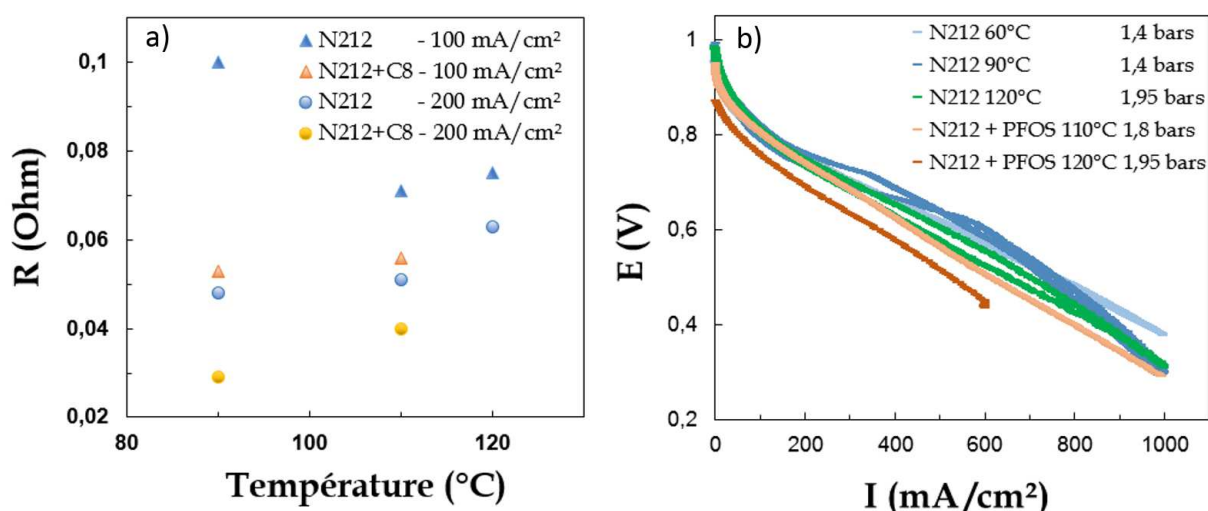 a)
N212 - 100 mA/cm²
N212+C8 - 100 mA/cm²
N212 - 200 mA/cm²
N212+C8 - 200 mA/cm²
0,1
0,08
0,06
0,04
0,02
R (Ohm)
80 100 120
Température (°C)
b)
N212 60°C 1,4 bars
N212 90°C 1,4 bars
N212 120°C 1,95 bars
N212 + PFOS 110°C 1,8 bars
N212 + PFOS 120°C 1,95 bars
1
0,8
0,6
0,4
0,2
E (V)
0 200 400 600 800 1000
I (mA/cm²)